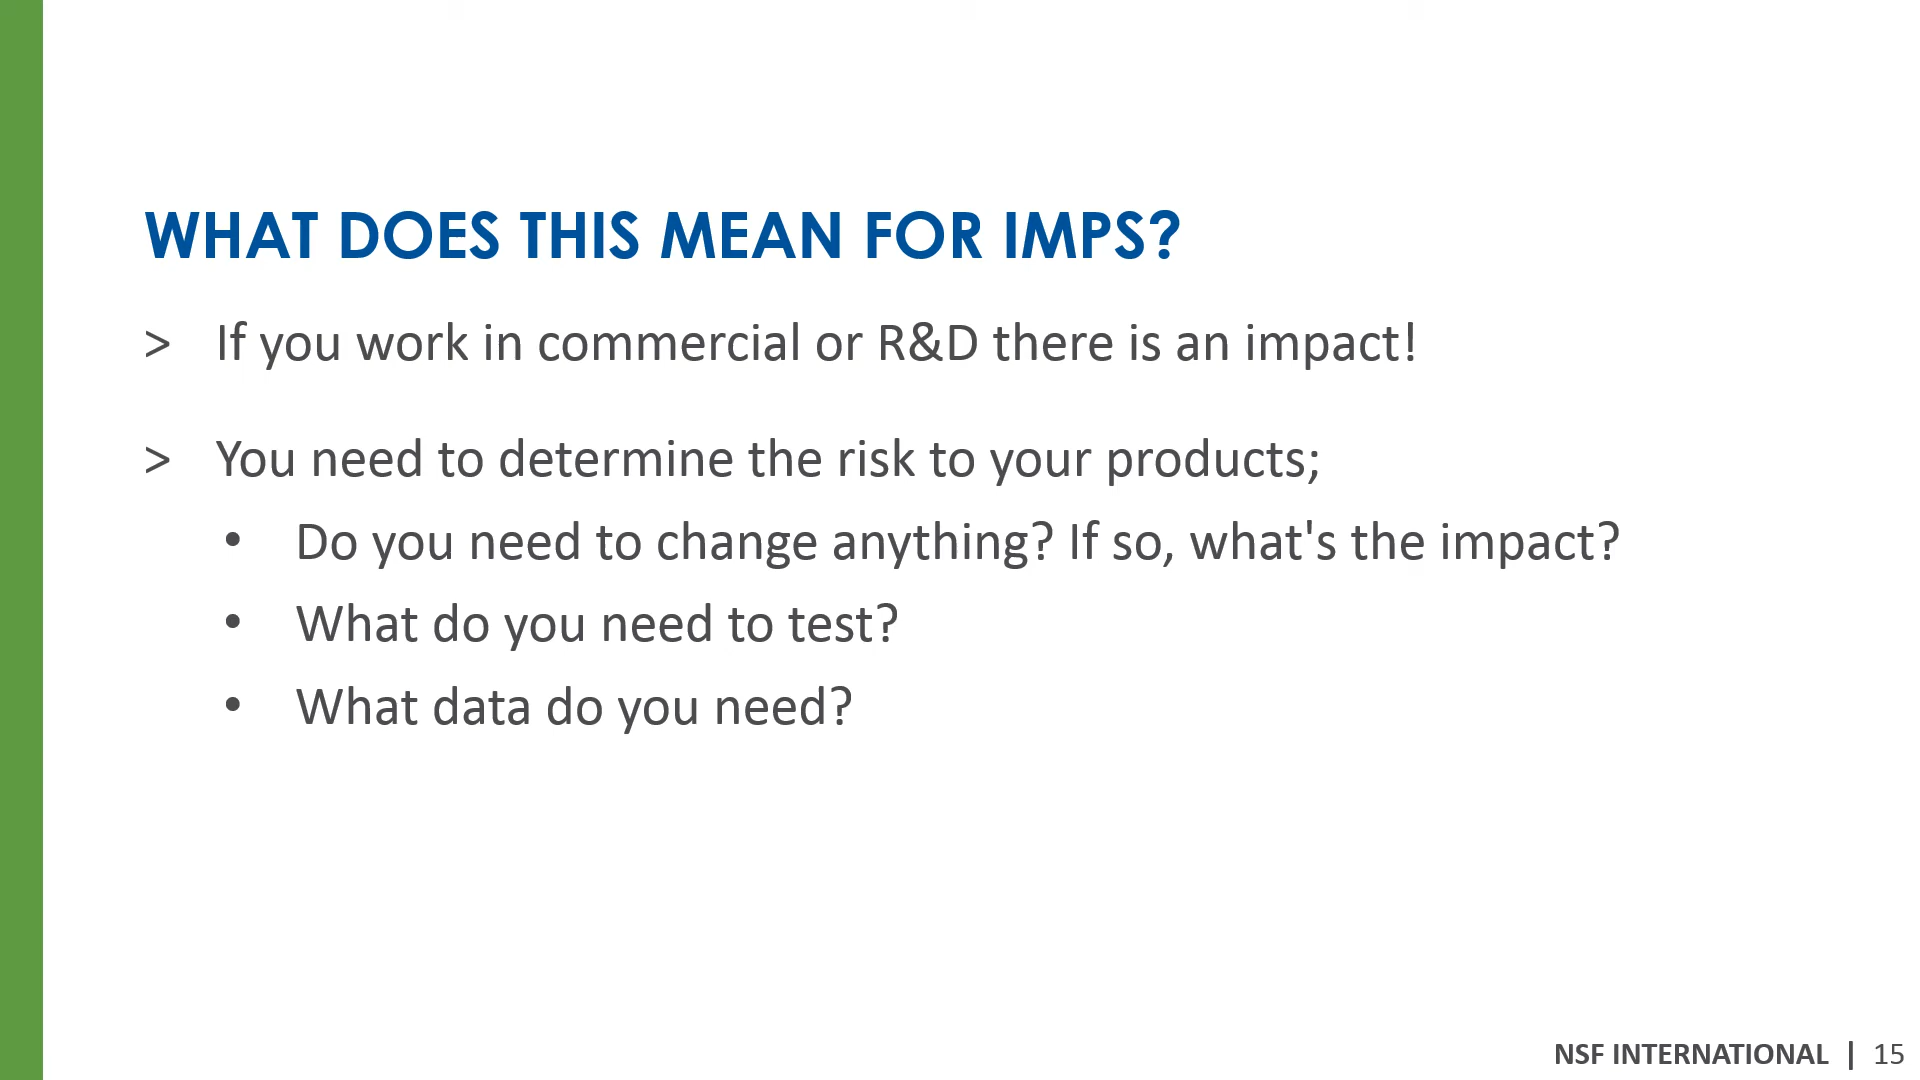 WHAT DOES THIS MEAN FOR IMPS?
> If you work in commercial or R&D there is an impact!
> You need to determine the risk to your products;
• Do you need to change anything? If so, what's the impact?
• What do you need to test?
• What data do you need?
NSF INTERNATIONAL | 15